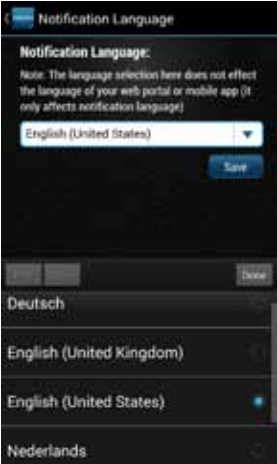 Notification Language
Notification Language:
Note: The language selection here does not effect
the language of your web portal or mobile app (it
only affects notification language)
English (United States)
Save
Done
Deutsch
English (United Kingdom)
English (United States)
Nederlands